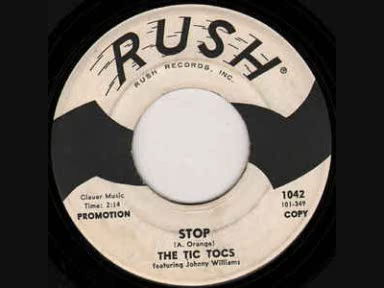 RUSH®
RUSH RECORDS, INC.
Clauer Music
Time: 2:14
PROMOTION
1042
101-349
COPY
STOP
(A. Orange)
THE TIC TOCS
featuring Johnny Williams